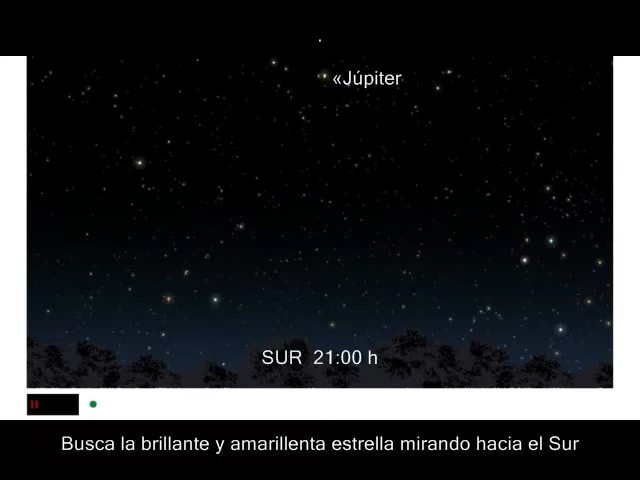 «Júpiter
SUR 21:00 h
Busca la brillante y amarillenta estrella mirando hacia el Sur